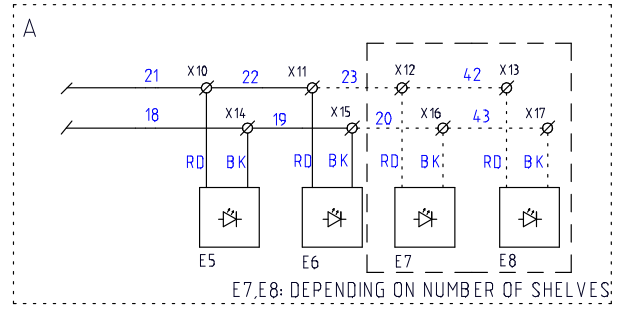 A
21 X10 22 X11 23 X12 42 X13
18 X14 19 X15 20 X16 43 X17
RD BK RD BK RD BK RD BK
E5 E6 E7 E8
E7,E8: DEPENDING ON NUMBER OF SHELVES